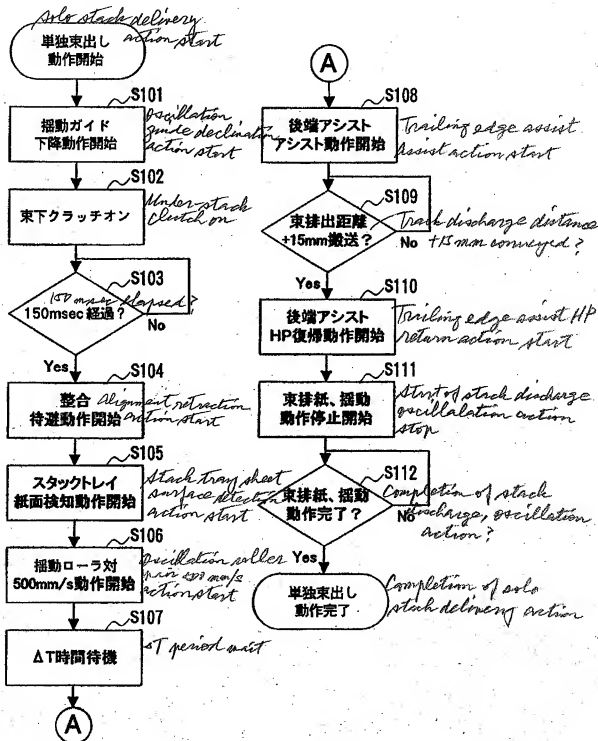 solo stack delivery
action start
単独束出し
動作開始
S101
揺動ガイド
下降動作開始
oscillation
guide declination
action start
S102
束下クラッチオン
Under stack
clutch on
S103
150 msec elapsed?
150msec 経過？
No
Yes
S104
整合
待避動作開始
alignment retraction
action start
S105
スタックトレイ
紙面検知動作開始
Stack tray sheet
surface detection
action start
S106
揺動ローラ対
500mm/s動作開始
Oscillation roller
pair 500 mm/s
action start
S107
ΔT時間待機
ΔT period wait
A
A
S108
後端アシスト
アシスト動作開始
Trailing edge assist
Assist action start
S109
束排出距離
+15mm搬送？
No
Track discharge distance
+15 mm conveyed?
Yes
S110
後端アシスト
HP復帰動作開始
Trailing edge assist HP
return action start
S111
束排紙、揺動
動作停止開始
Start of stack discharge
oscillalation action
stop
S112
束排紙、揺動
動作完了？
No
Completion of stack
discharge, oscillation
action?
Yes
単独束出し
動作完了
Completion of solo
stack delivery action